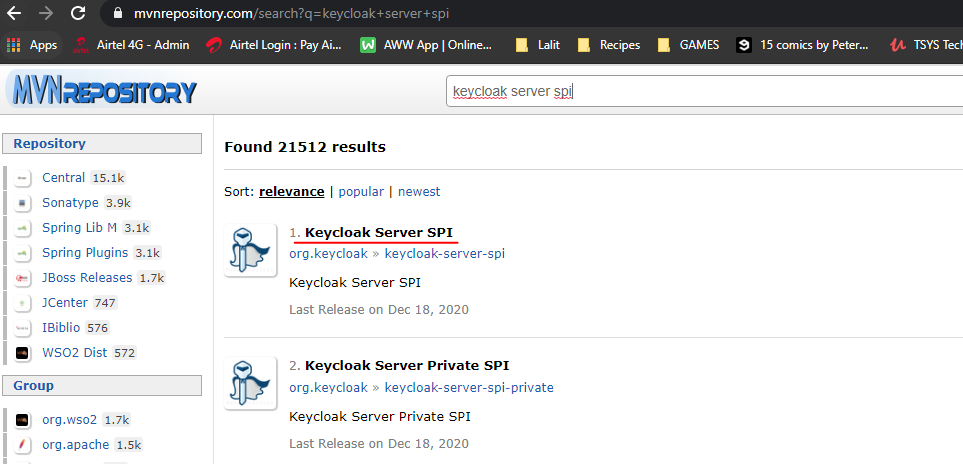 mvnrepository.com/search?q=keycloak+server+spi
Apps Airtel 4G - Admin Airtel Login : Pay Ai... AWW App | Online... Lalit Recipes GAMES 15 comics by Peter... TSYS Tech
MVNREPOSITORY
keycloak server spi
Repository
Central 15.1k
Sonatype 3.9k
Spring Lib M 3.1k
Spring Plugins 3.1k
JBoss Releases 1.7k
JCenter 747
IBiblio 576
WSO2 Dist 572
Group
org.wso2 1.7k
org.apache 1.5k
Found 21512 results
Sort: relevance | popular | newest
1. Keycloak Server SPI
org.keycloak » keycloak-server-spi
Keycloak Server SPI
Last Release on Dec 18, 2020
2. Keycloak Server Private SPI
org.keycloak » keycloak-server-spi-private
Keycloak Server Private SPI
Last Release on Dec 18, 2020